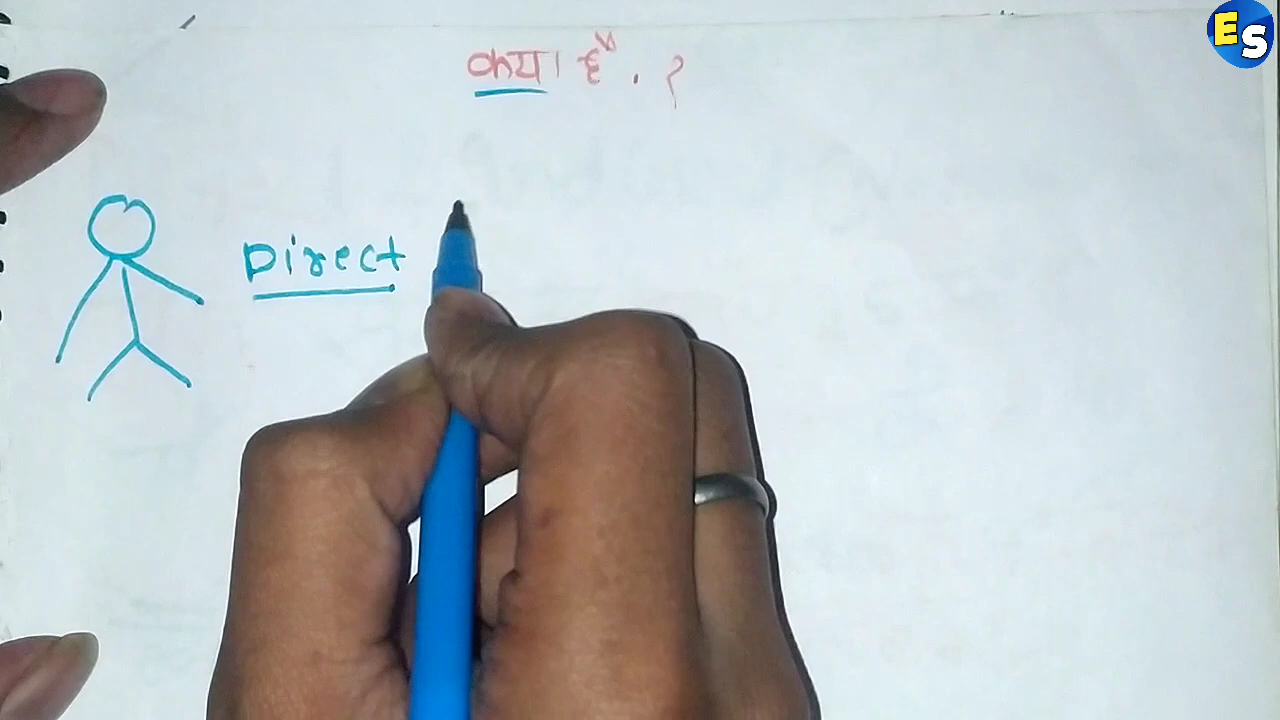 क्या है . ?
Direct
ES